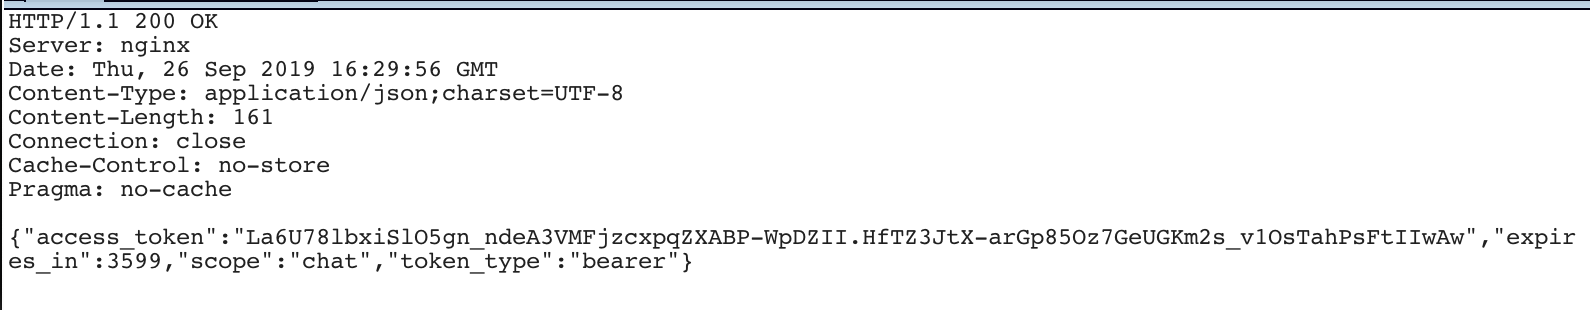 HTTP/1.1 200 OK
Server: nginx
Date: Thu, 26 Sep 2019 16:29:56 GMT
Content-Type: application/json;charset=UTF-8
Content-Length: 161
Connection: close
Cache-Control: no-store
Pragma: no-cache

{"access_token":"La6U78lbxiSlO5gn_ndeA3VMFjzcxpqZXABP-WpDZII.HfTZ3JtX-arGp85Oz7GeUGKm2s_v1OsTahPsFtIIwAw","expir
es_in":3599,"scope":"chat","token_type":"bearer"}